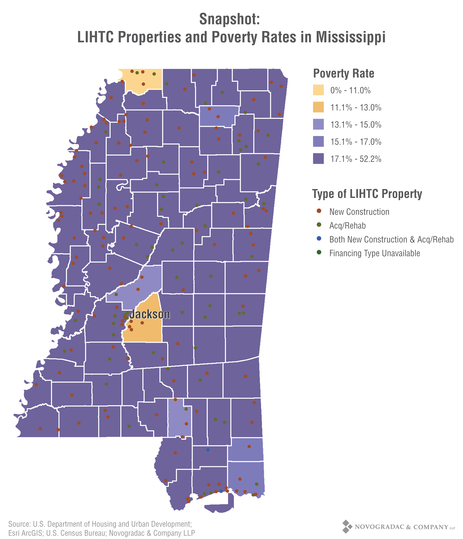 Snapshot:
LIHTC Properties and Poverty Rates in Mississippi
Poverty Rate
0% - 11.0%
11.1% - 13.0%
13.1% - 15.0%
15.1% - 17.0%
17.1% - 52.2%
Type of LIHTC Property
New Construction
Acq/Rehab
Both New Construction & Acq/Rehab
Financing Type Unavailable
Jackson
Source: U.S. Department of Housing and Urban Development;
Esri ArcGIS; U.S. Census Bureau; Novogradac & Company LLP
NOVOGRADAC & COMPANY LLP